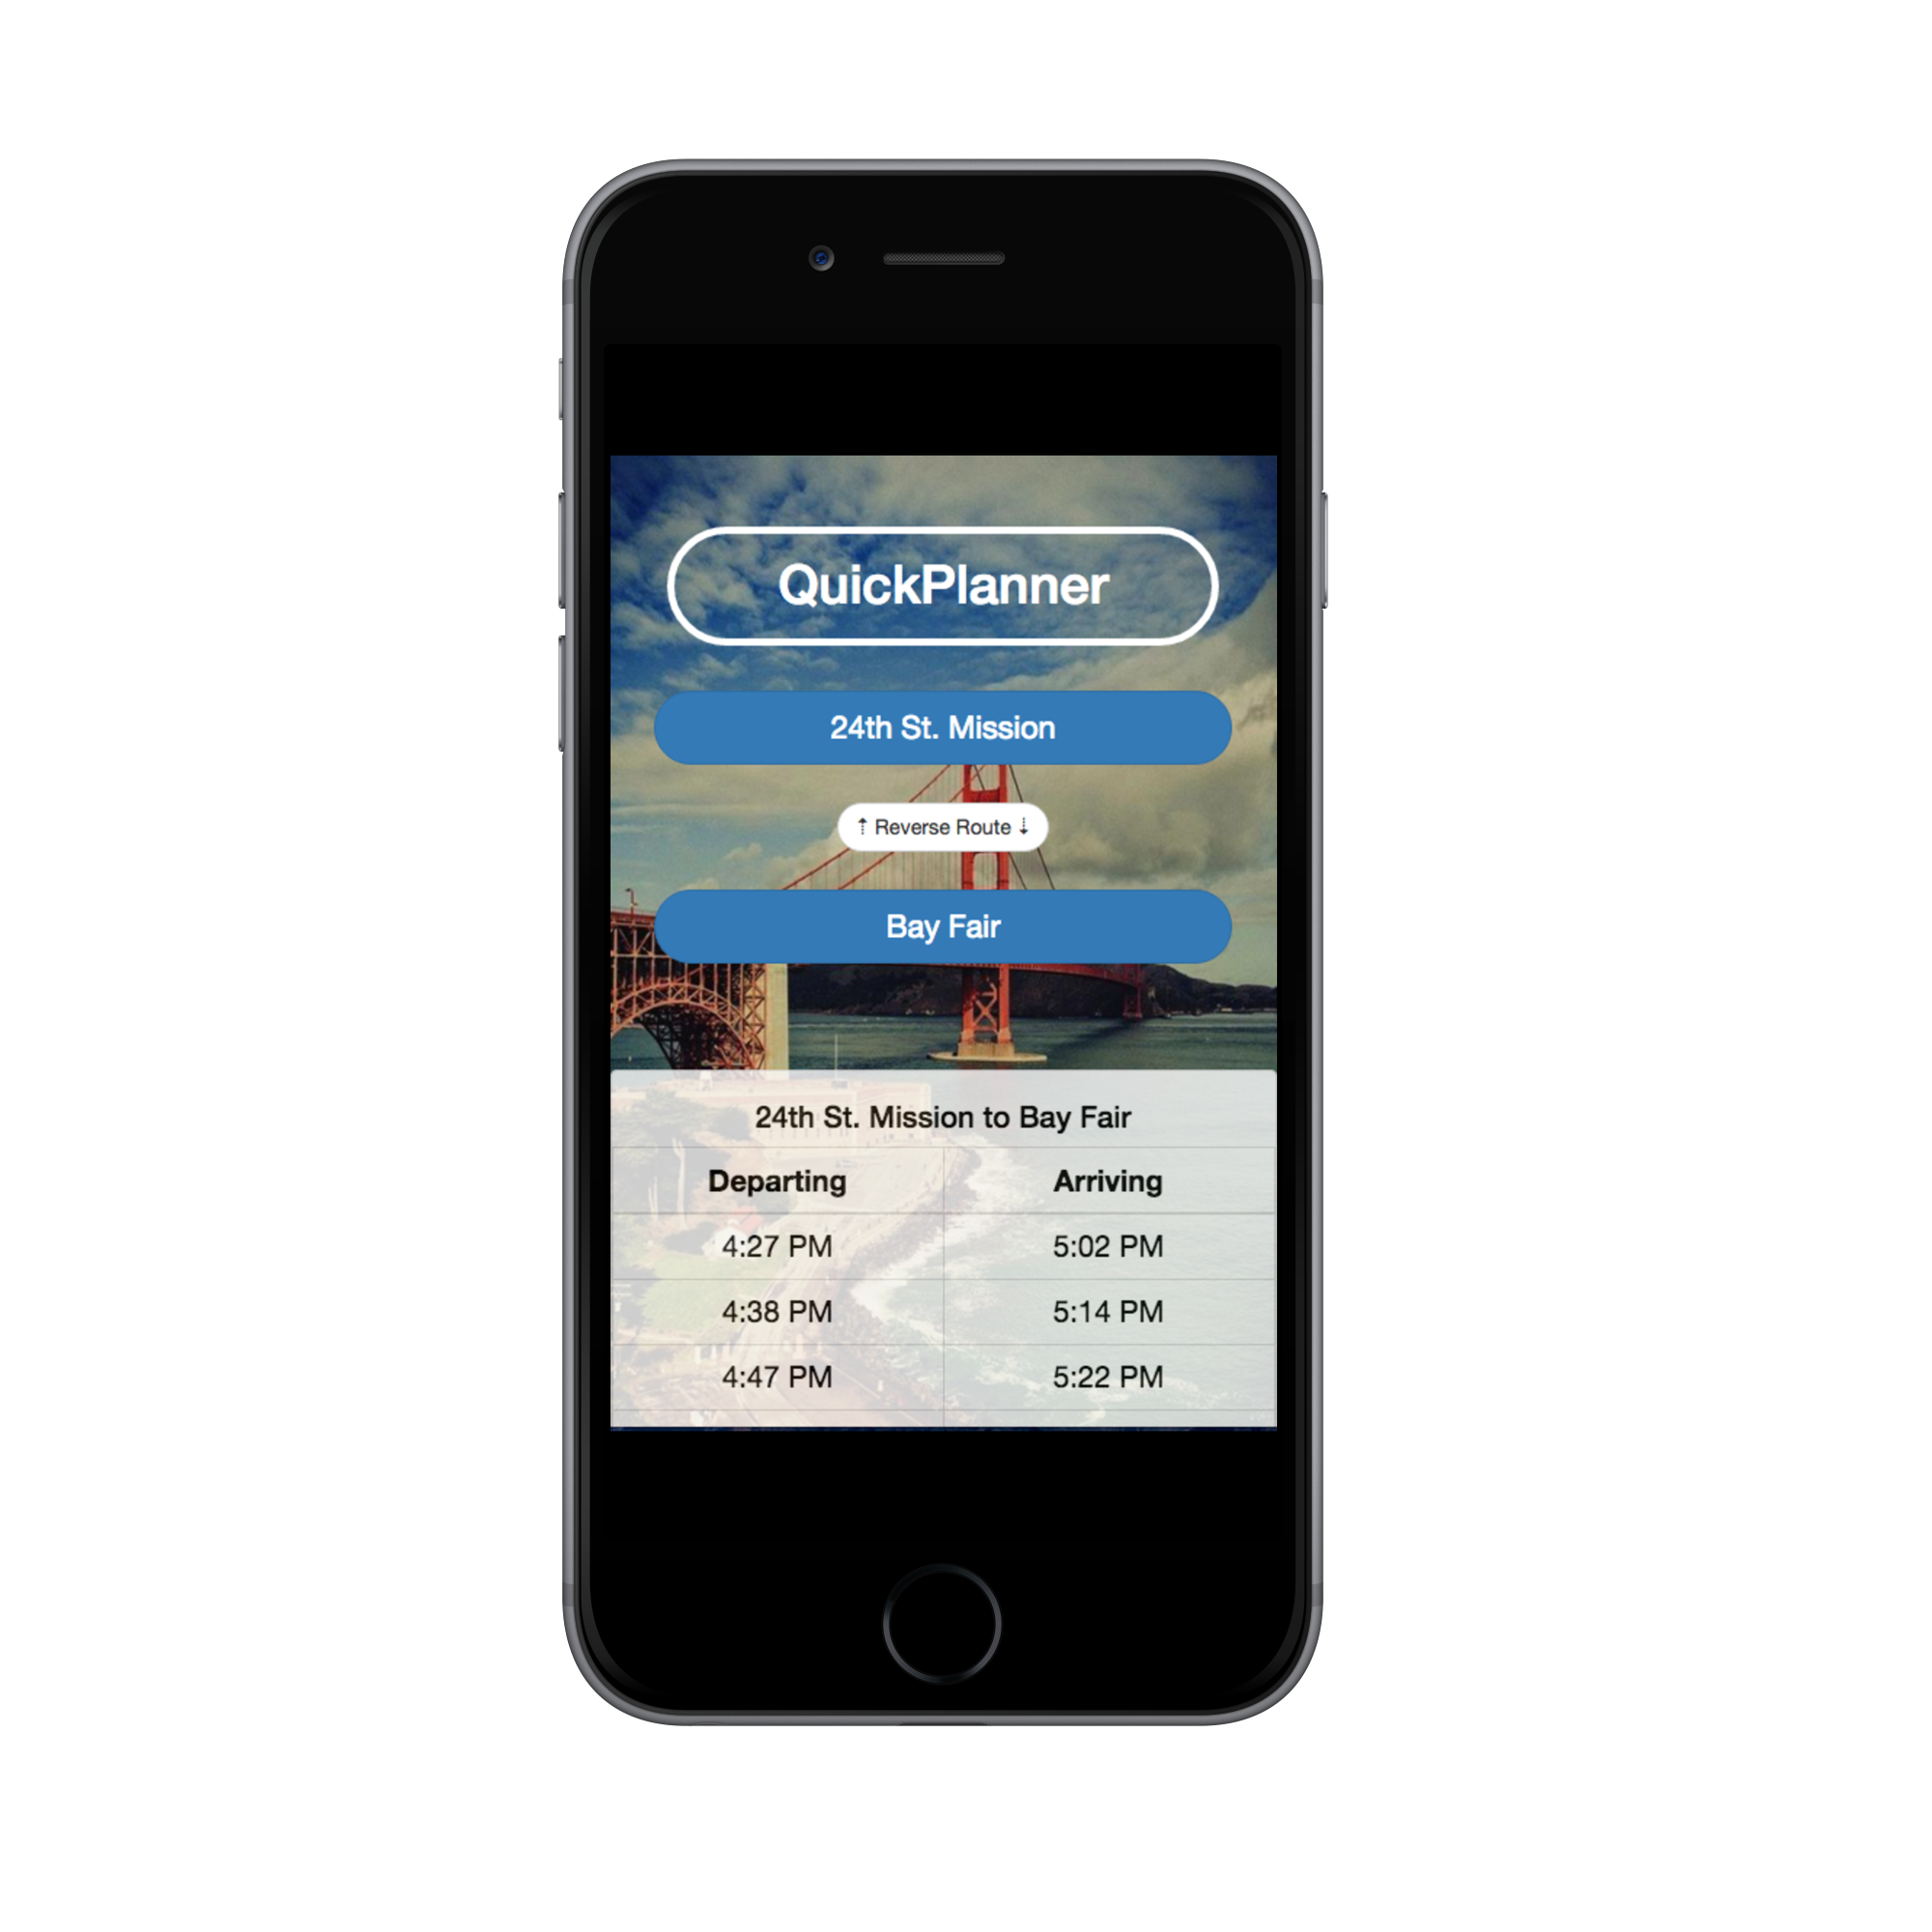 QuickPlanner
24th St. Mission
⇡ Reverse Route ⇣
Bay Fair
24th St. Mission to Bay Fair
Departing Arriving
4:27 PM 5:02 PM
4:38 PM 5:14 PM
4:47 PM 5:22 PM